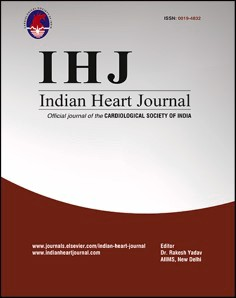 ISSN: 0019-4832
IHJ
Indian Heart Journal
Official journal of the CARDIOLOGICAL SOCIETY OF INDIA
www.journals.elsevier.com/indian-heart-journal
www.indianheartjournal.com
Editor
Dr. Rakesh Yadav
AIIMS, New Delhi